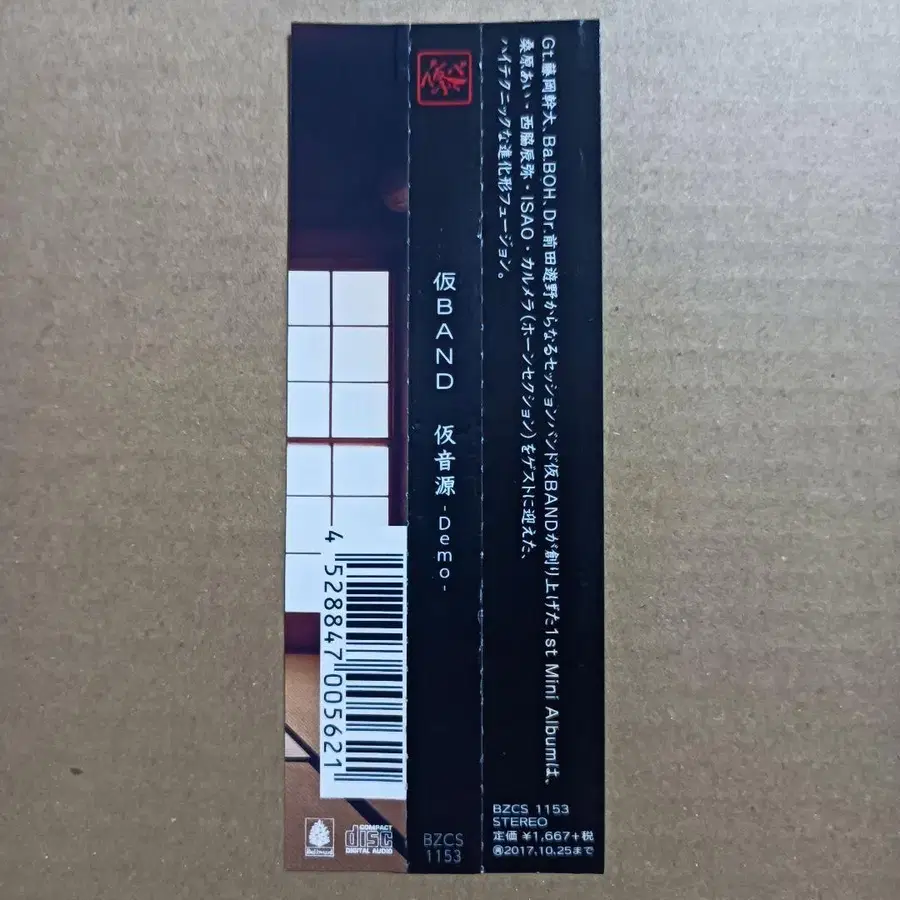 Gt.藤岡幹大、Ba.BOH、Dr.前田遊野からなるセッションバンド仮BANDが創り上げた1st Mini Albumは、
桑原あい・西脇辰弥・ISAO・カルメラ(ホーンセクション)をゲストに迎えた、
ハイテクニックな進化形フュージョン。
BZCS 1153
STEREO
定価 ¥1,667+税
Ⓡ2017.10.25まで
仮BAND 仮音源 -Demo-
BZCS
1153
4 528847 005621
COMPACT
disc
DIGITAL AUDIO